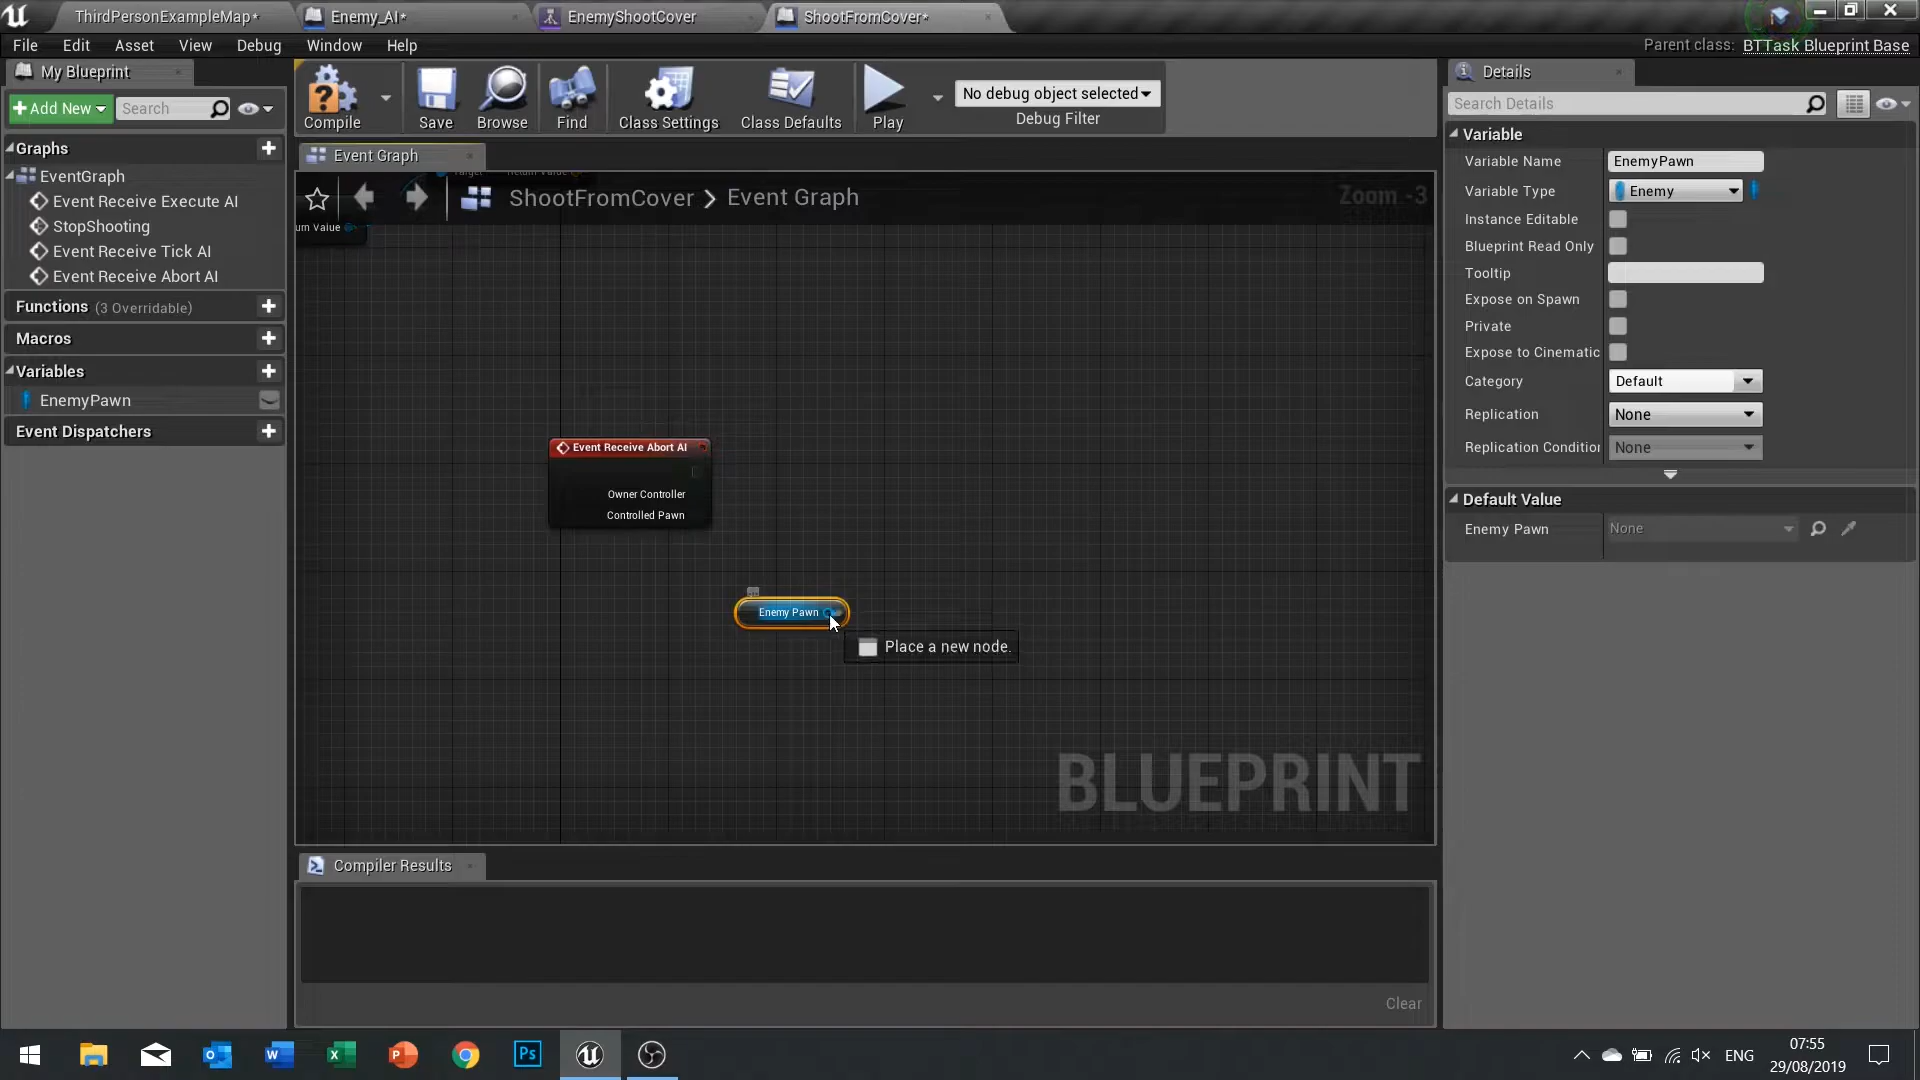 ThirdPersonExampleMap*
Enemy_AI*
EnemyShootCover
ShootFromCover*
File Edit Asset View Debug Window Help
Parent class: BTTask Blueprint Base
My Blueprint
Add New
Search
Compile
Save
Browse
Find
Class Settings
Class Defaults
Play
No debug object selected
Debug Filter
Details
Search Details
Graphs
EventGraph
Event Receive Execute AI
StopShooting
Event Receive Tick AI
Event Receive Abort AI
Functions (3 Overridable)
Macros
Variables
EnemyPawn
Event Dispatchers
Event Graph
ShootFromCover > Event Graph
Zoom -3
Event Receive Abort AI
Owner Controller
Controlled Pawn
Enemy Pawn
Place a new node.
BLUEPRINT
Compiler Results
Clear
Variable
Variable Name EnemyPawn
Variable Type Enemy
Instance Editable
Blueprint Read Only
Tooltip
Expose on Spawn
Private
Expose to Cinematic
Category Default
Replication None
Replication Condition None
Default Value
Enemy Pawn None
ENG
07:55
29/08/2019